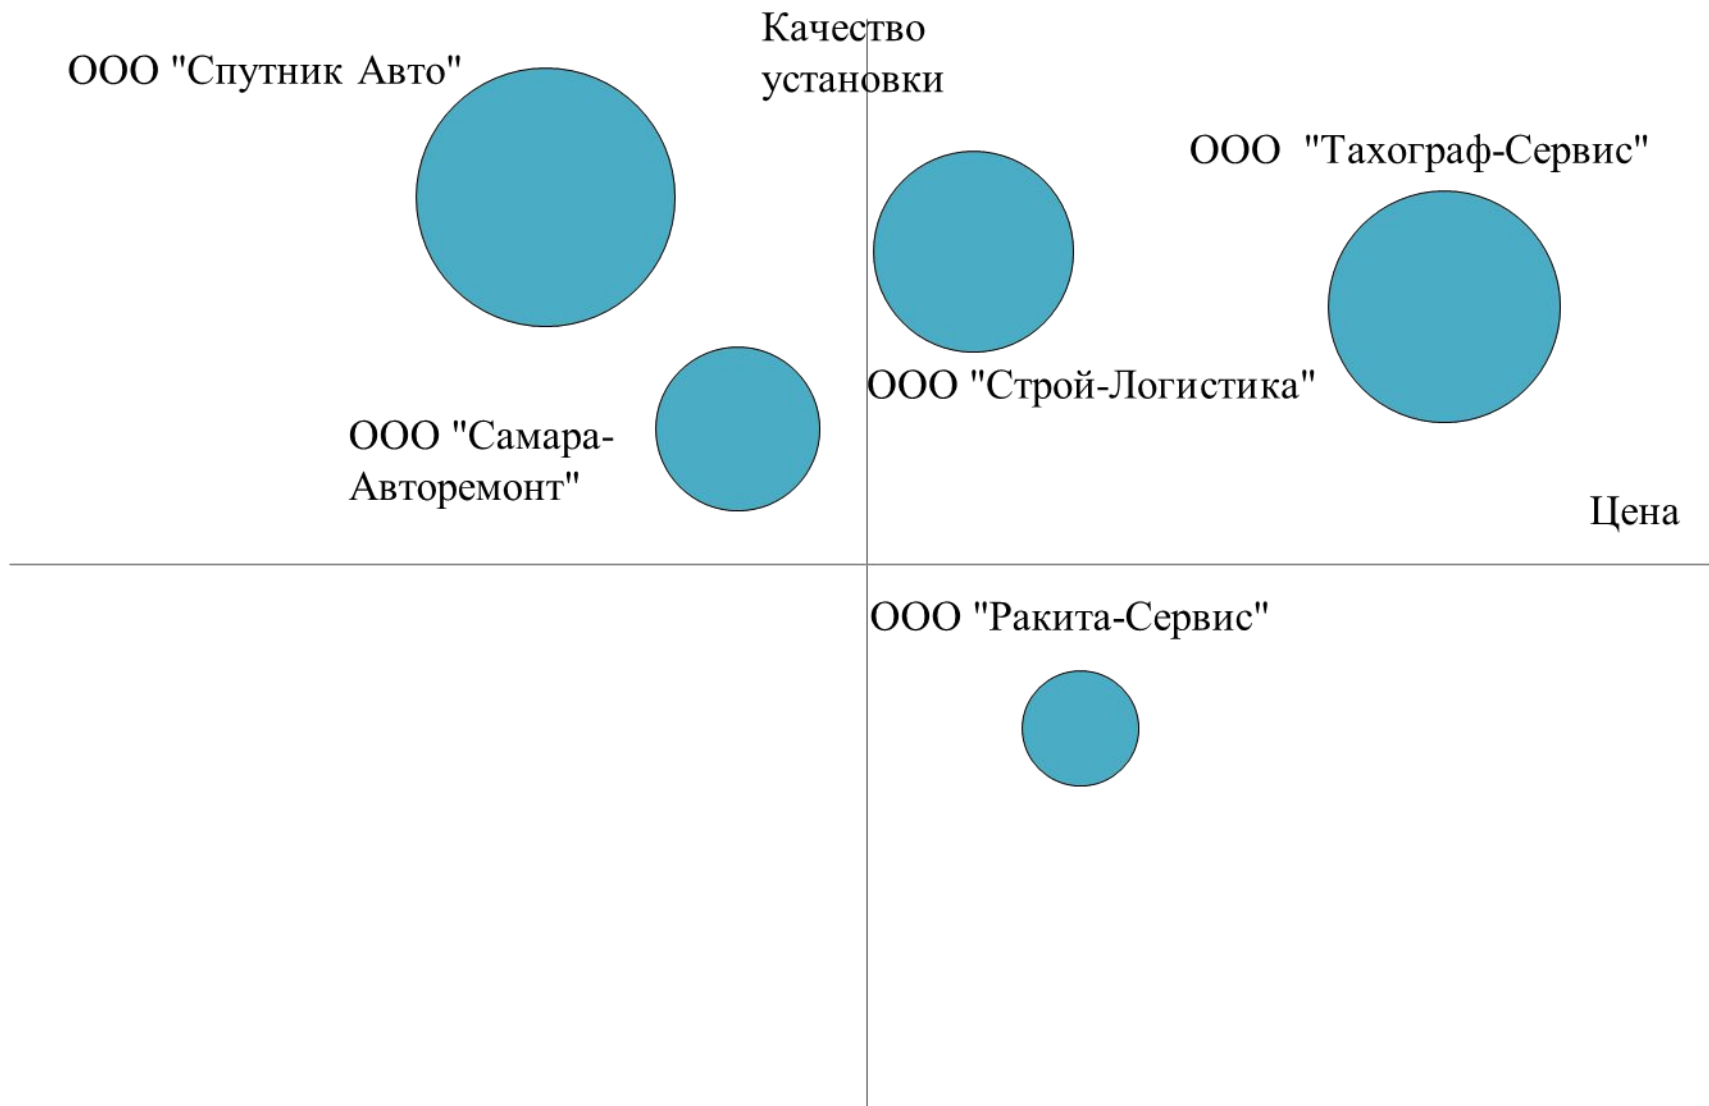 Качество
установки
ООО "Спутник Авто"
ООО "Тахограф-Сервис"
ООО "Строй-Логистика"
ООО "Самара-
Авторемонт"
Цена
ООО "Ракита-Сервис"